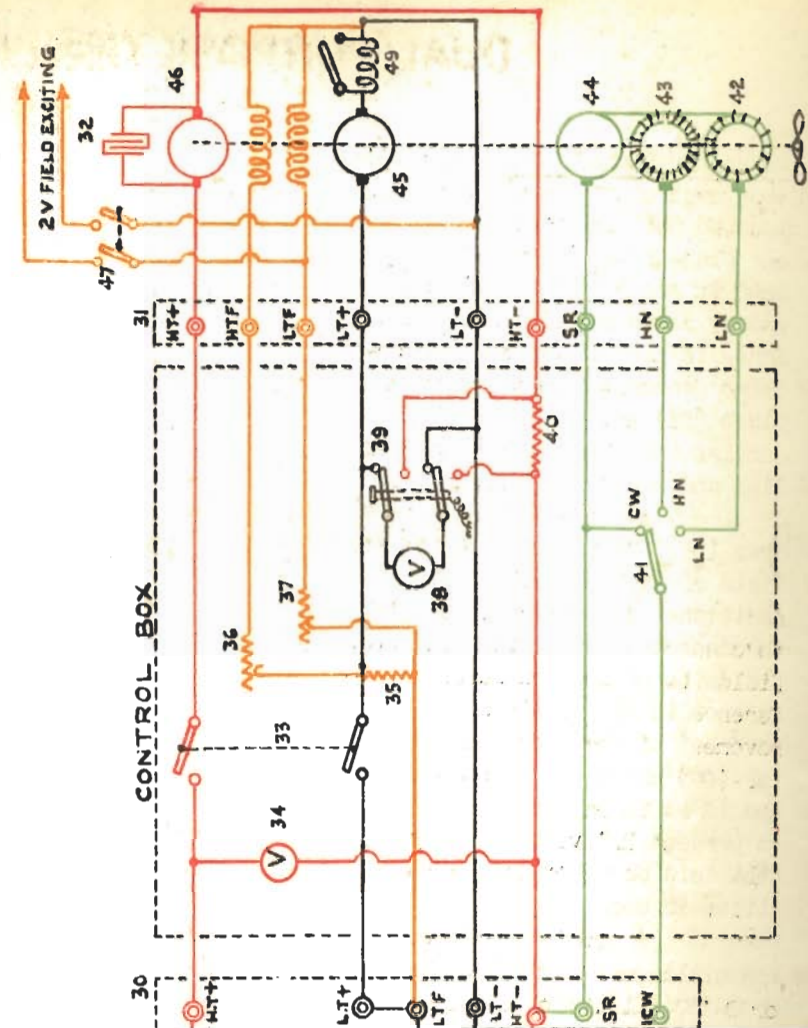 2V FIELD EXCITING
32
46
49
44
43
42
47
45
31
HT+
HTF
LTF
LT+
LT-
HT-
SR
HN
LN
CONTROL BOX
39
40
V
38
CW
HN
LN
41
36
37
35
33
34
V
30
H.T+
L.T+
LTF
LT-
HT-
SR
ICW